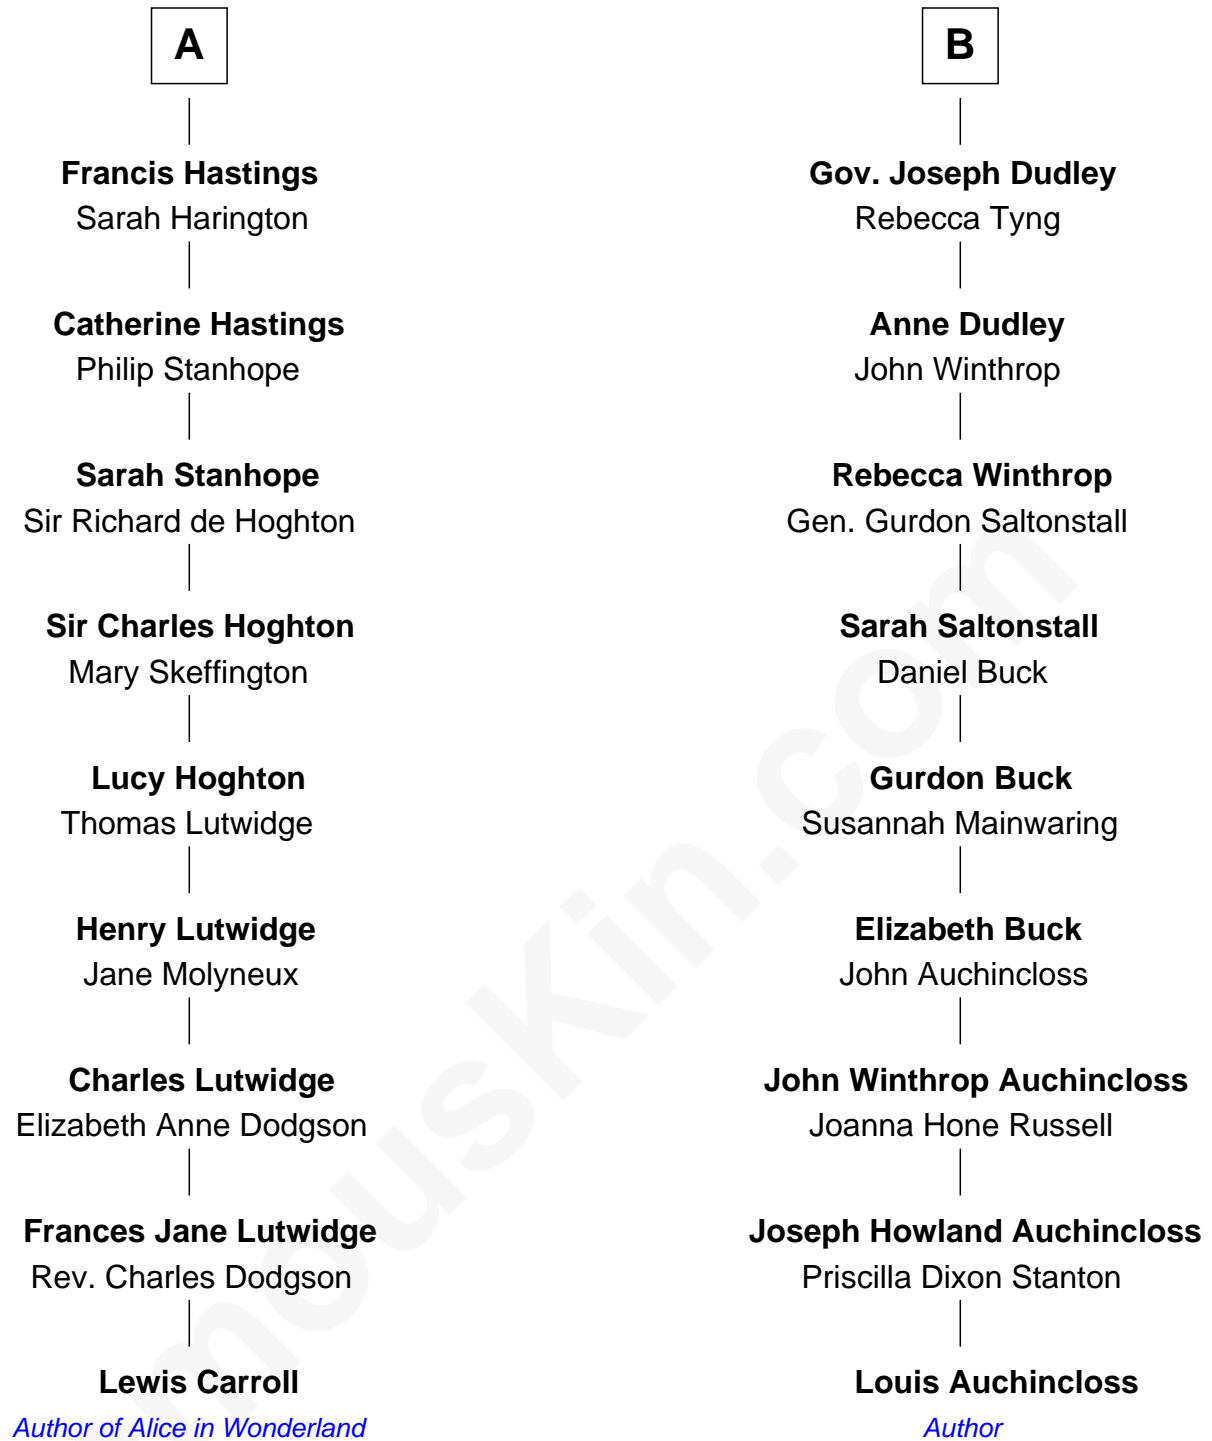 A
Francis Hastings
Sarah Harington
Catherine Hastings
Philip Stanhope
Sarah Stanhope
Sir Richard de Hoghton
Sir Charles Hoghton
Mary Skeffington
Lucy Hoghton
Thomas Lutwidge
Henry Lutwidge
Jane Molyneux
Charles Lutwidge
Elizabeth Anne Dodgson
Frances Jane Lutwidge
Rev. Charles Dodgson
Lewis Carroll
Author of Alice in Wonderland
B
Gov. Joseph Dudley
Rebecca Tyng
Anne Dudley
John Winthrop
Rebecca Winthrop
Gen. Gurdon Saltonstall
Sarah Saltonstall
Daniel Buck
Gurdon Buck
Susannah Mainwaring
Elizabeth Buck
John Auchincloss
John Winthrop Auchincloss
Joanna Hone Russell
Joseph Howland Auchincloss
Priscilla Dixon Stanton
Louis Auchincloss
Author
mousKin.com